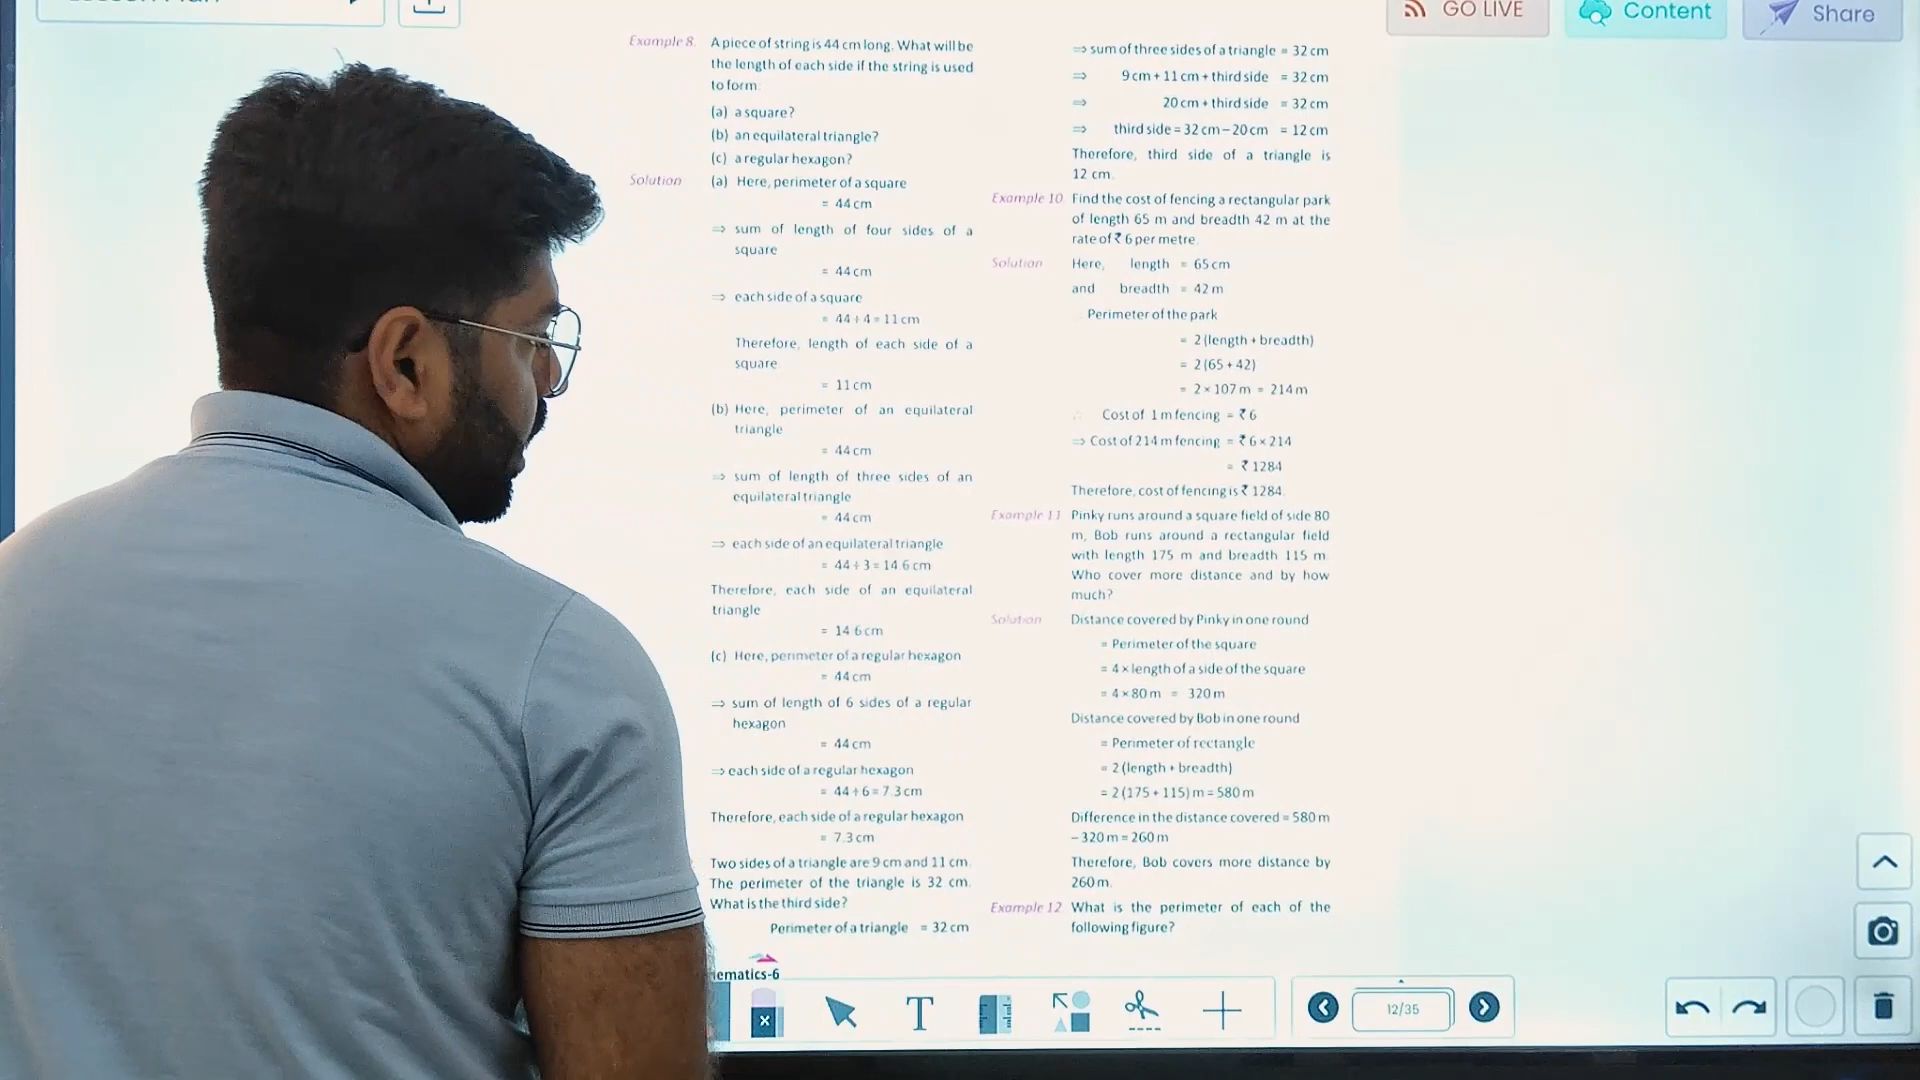 GO LIVE
Content
Share
Example 8. A piece of string is 44 cm long. What will be
the length of each side if the string is used
to form:
(a) a square?
(b) an equilateral triangle?
(c) a regular hexagon?
Solution (a) Here, perimeter of a square
= 44 cm
⇒ sum of length of four sides of a
square
= 44 cm
⇒ each side of a square
= 44 ÷ 4 = 11 cm
Therefore, length of each side of a
square
= 11 cm
(b) Here, perimeter of an equilateral
triangle
= 44 cm
⇒ sum of length of three sides of an
equilateral triangle
= 44 cm
⇒ each side of an equilateral triangle
= 44 ÷ 3 = 14.6 cm
Therefore, each side of an equilateral
triangle
= 14.6 cm
(c) Here, perimeter of a regular hexagon
= 44 cm
⇒ sum of length of 6 sides of a regular
hexagon
= 44 cm
⇒ each side of a regular hexagon
= 44 ÷ 6 = 7.3 cm
Therefore, each side of a regular hexagon
= 7.3 cm
Two sides of a triangle are 9 cm and 11 cm.
The perimeter of the triangle is 32 cm.
What is the third side?
Perimeter of a triangle = 32 cm
⇒ sum of three sides of a triangle = 32 cm
⇒ 9 cm + 11 cm + third side = 32 cm
⇒ 20 cm + third side = 32 cm
⇒ third side = 32 cm – 20 cm = 12 cm
Therefore, third side of a triangle is
12 cm.
Example 10. Find the cost of fencing a rectangular park
of length 65 m and breadth 42 m at the
rate of ₹ 6 per metre.
Solution Here, length = 65 cm
and breadth = 42 m
Perimeter of the park
= 2 (length + breadth)
= 2 (65 + 42)
= 2 × 107 m = 214 m
∴ Cost of 1 m fencing = ₹ 6
⇒ Cost of 214 m fencing = ₹ 6 × 214
= ₹ 1284
Therefore, cost of fencing is ₹ 1284.
Example 11 Pinky runs around a square field of side 80
m, Bob runs around a rectangular field
with length 175 m and breadth 115 m.
Who cover more distance and by how
much?
Solution Distance covered by Pinky in one round
= Perimeter of the square
= 4 × length of a side of the square
= 4 × 80 m = 320 m
Distance covered by Bob in one round
= Perimeter of rectangle
= 2 (length + breadth)
= 2 (175 + 115) m = 580 m
Difference in the distance covered = 580 m
– 320 m = 260 m
Therefore, Bob covers more distance by
260 m.
Example 12. What is the perimeter of each of the
following figure?
ematics-6
T
12/35